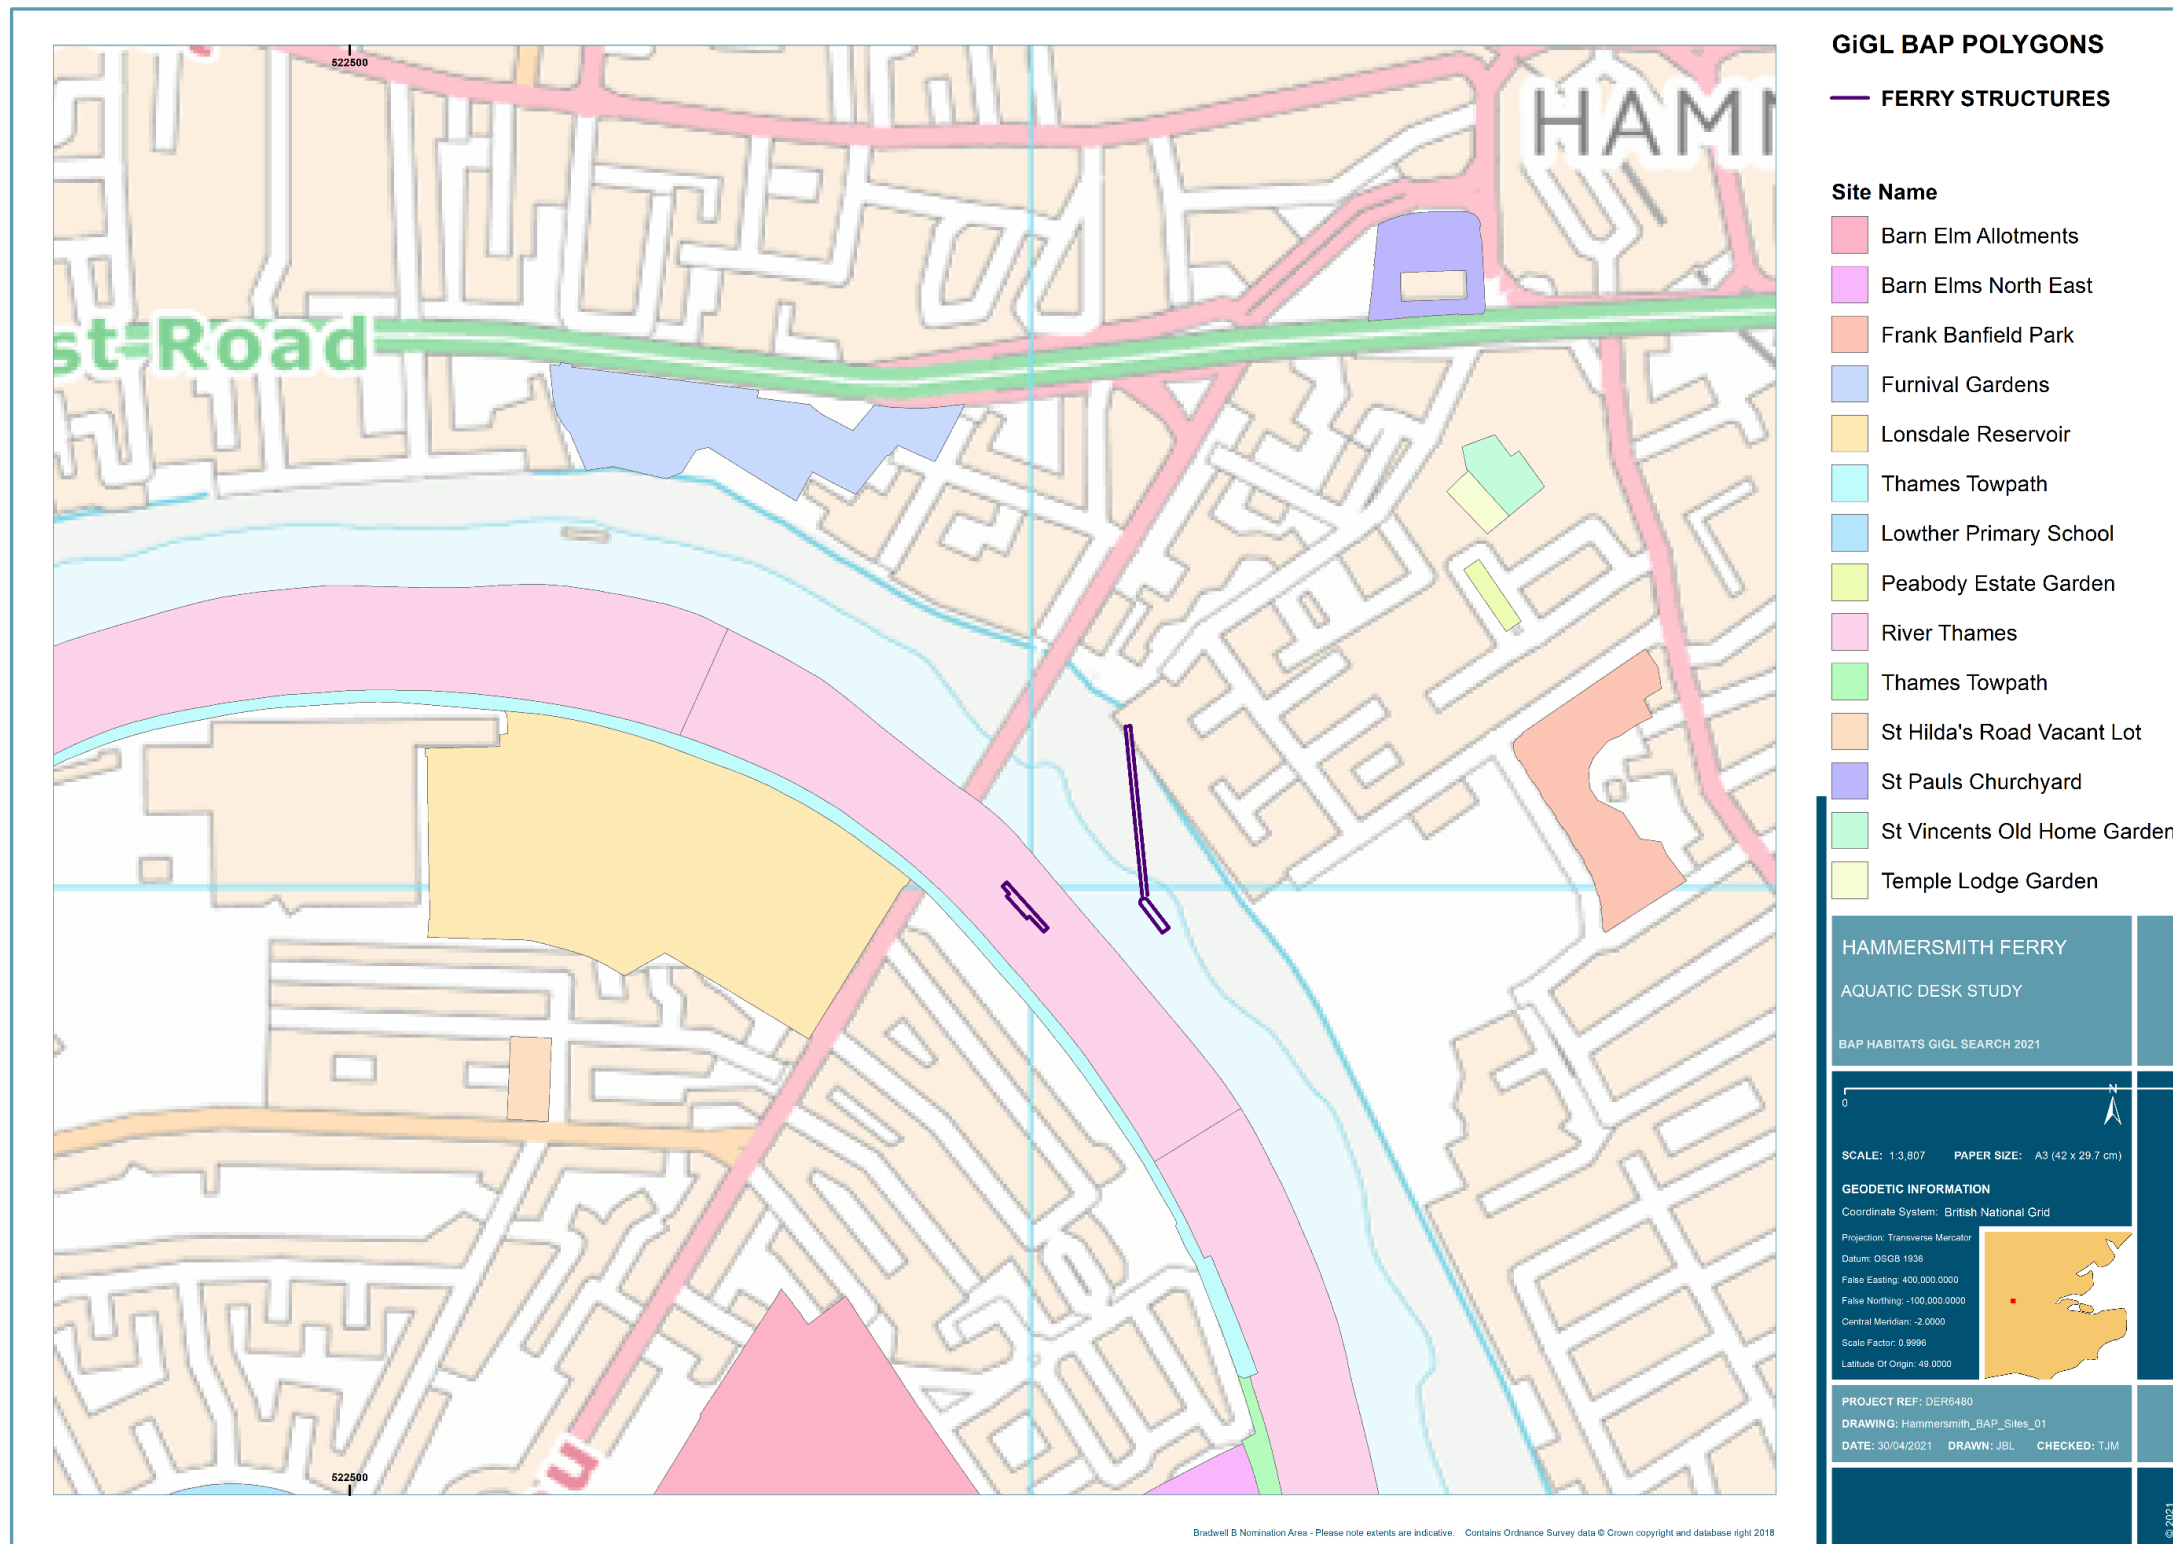 522500
HAMM
st Road
522500
GiGL BAP POLYGONS
FERRY STRUCTURES
Site Name
Barn Elm Allotments
Barn Elms North East
Frank Banfield Park
Furnival Gardens
Lonsdale Reservoir
Thames Towpath
Lowther Primary School
Peabody Estate Garden
River Thames
Thames Towpath
St Hilda's Road Vacant Lot
St Pauls Churchyard
St Vincents Old Home Garden
Temple Lodge Garden
HAMMERSMITH FERRY
AQUATIC DESK STUDY
BAP HABITATS GiGL SEARCH 2021
N
0
SCALE: 1:3,807 PAPER SIZE: A3 (42 x 29.7 cm)
GEODETIC INFORMATION
Coordinate System: British National Grid
Projection: Transverse Mercator
Datum: OSGB 1936
False Easting: 400,000.0000
False Northing: -100,000.0000
Central Meridian: -2.0000
Scale Factor: 0.9996
Latitude Of Origin: 49.0000
PROJECT REF: DER6480
DRAWING: Hammersmith_BAP_Sites_01
DATE: 30/04/2021 DRAWN: JBL CHECKED: TJM
© 2021
Bradwell B Nomination Area - Please note extents are indicative. Contains Ordnance Survey data © Crown copyright and database right 2018